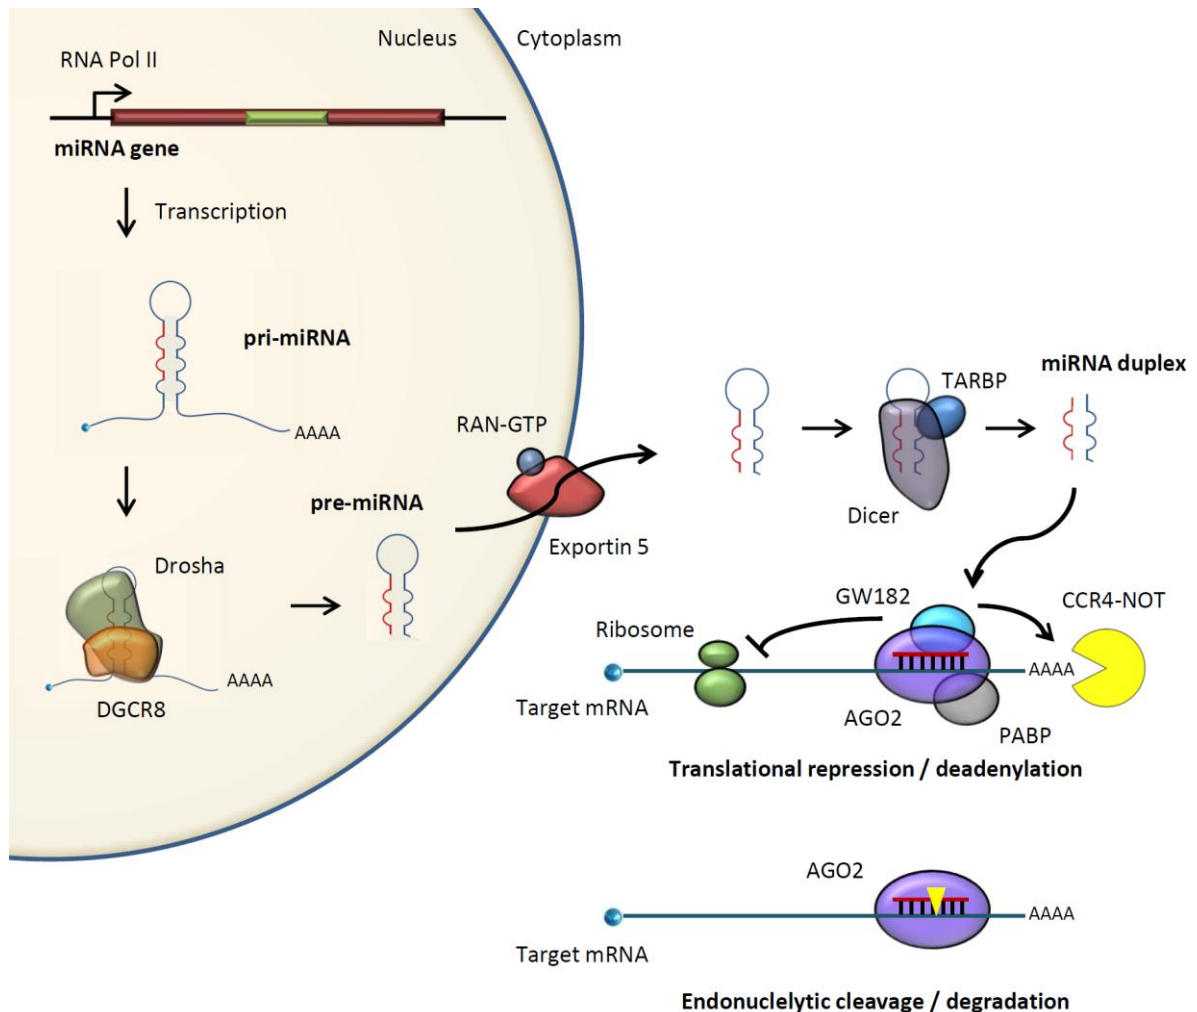 Nucleus
Cytoplasm
RNA Pol II
miRNA gene
Transcription
pri-miRNA
AAAA
Drosha
DGCR8
AAAA
pre-miRNA
RAN-GTP
Exportin 5
TARBP
miRNA duplex
Dicer
GW182
CCR4-NOT
Ribosome
AAAA
Target mRNA
AGO2
PABP
Translational repression / deadenylation
AGO2
AAAA
Target mRNA
Endonuclelytic cleavage / degradation